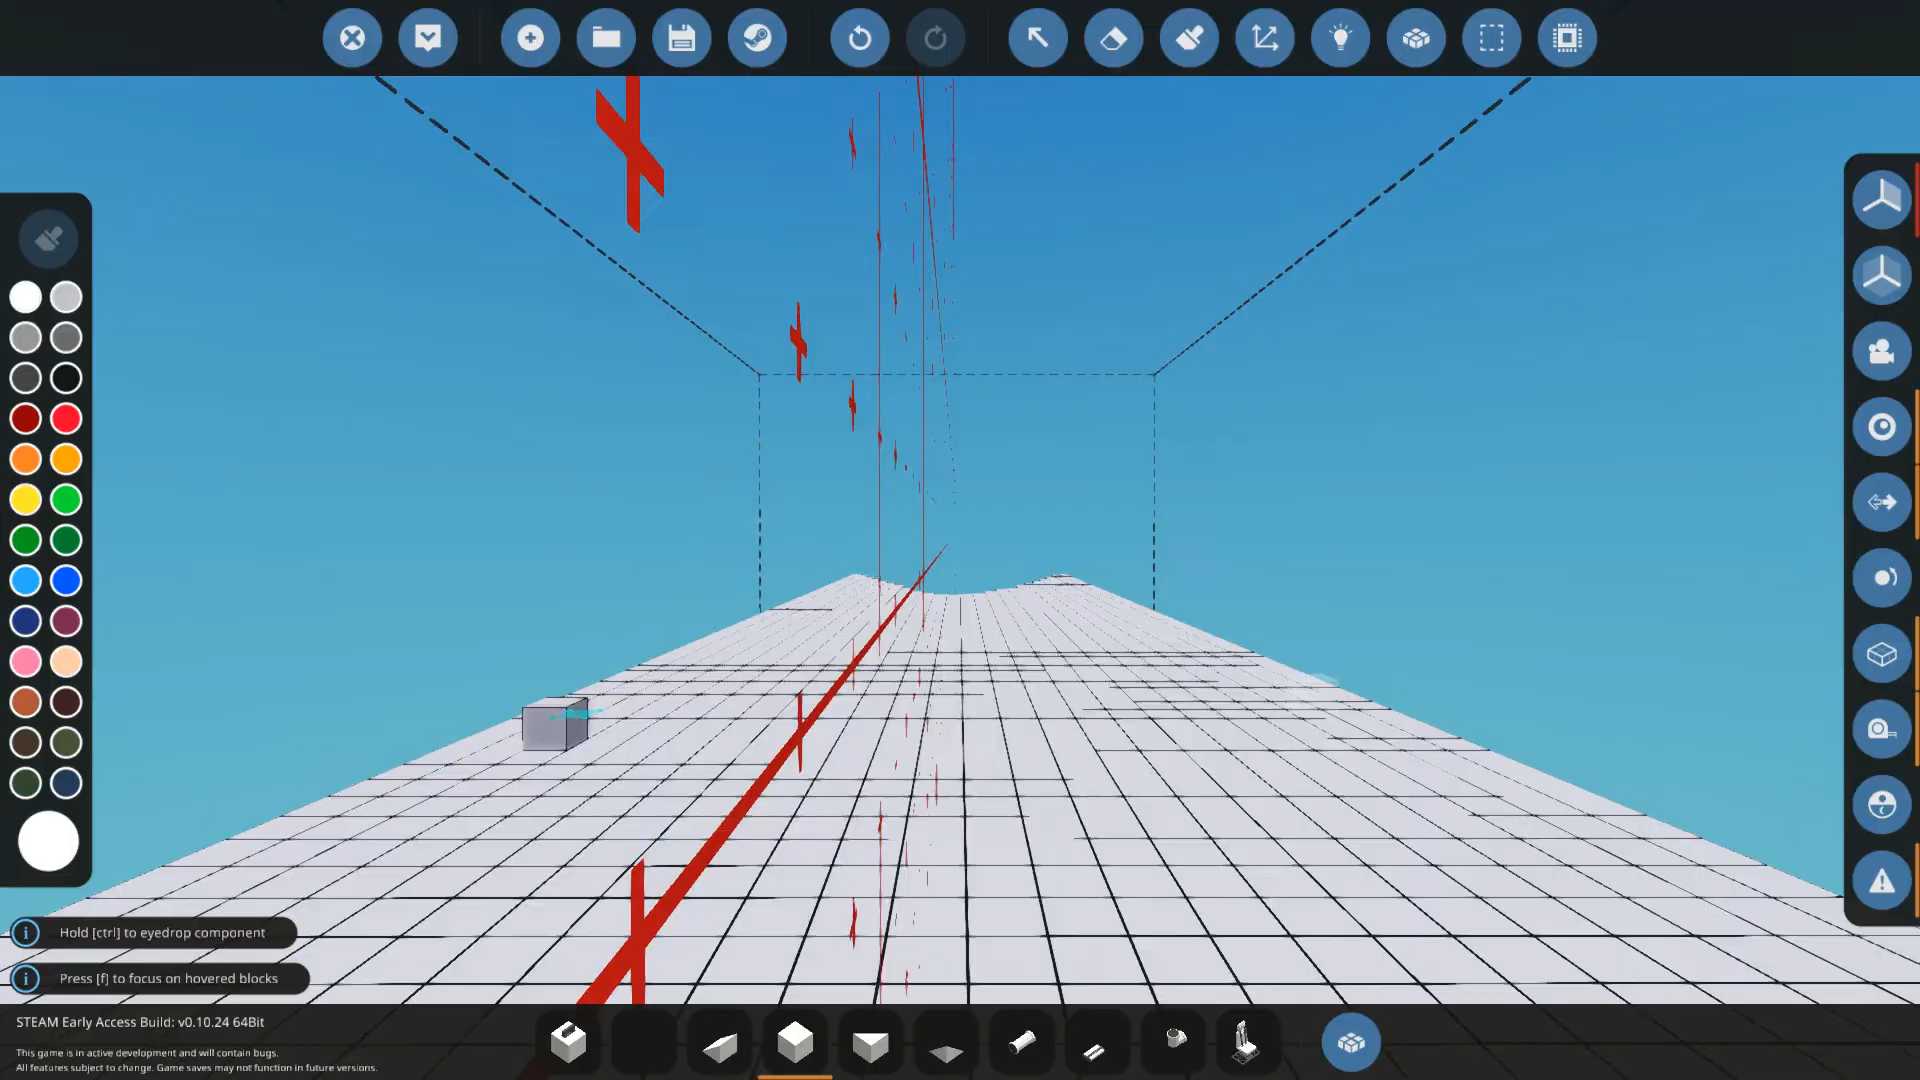 Hold [ctrl] to eyedrop component
Press [f] to focus on hovered blocks
STEAM Early Access Build: v0.10.24 64Bit
This game is in active development and will contain bugs.
All features subject to change. Game saves may not function in future versions.